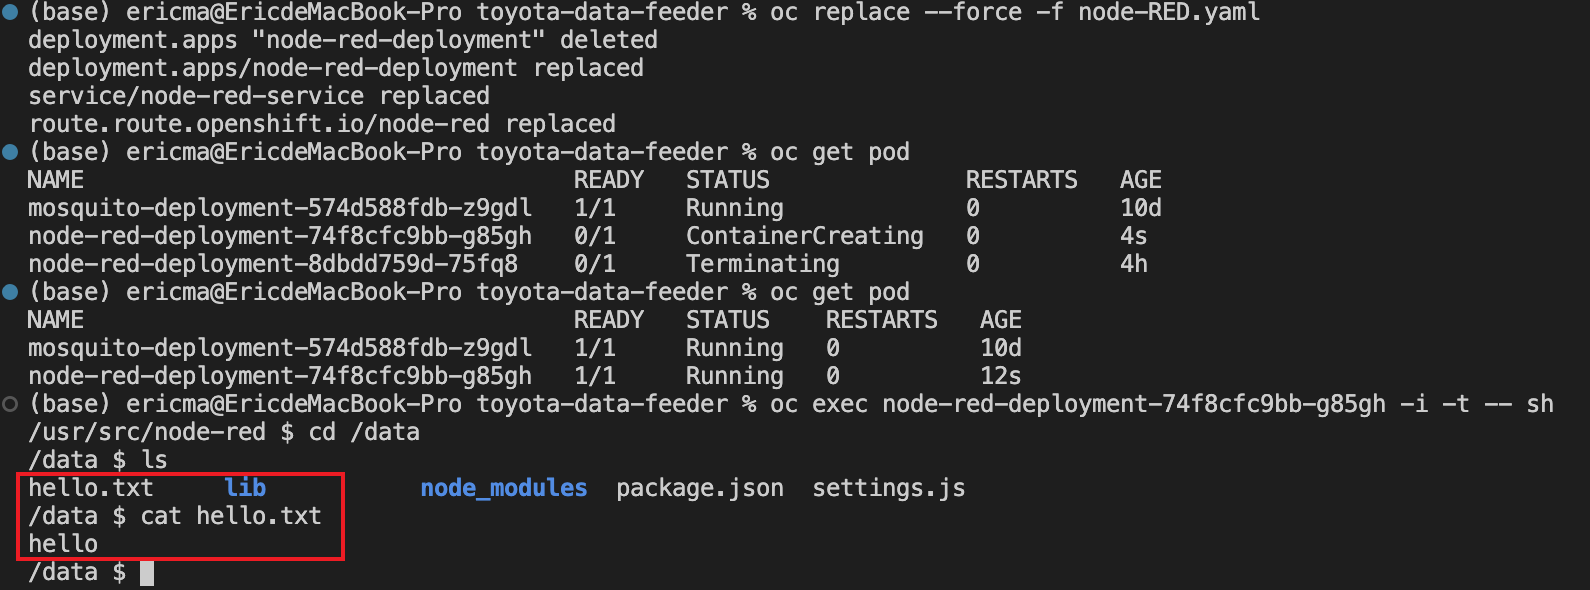 (base) ericma@EricdeMacBook-Pro toyota-data-feeder % oc replace --force -f node-RED.yaml
deployment.apps "node-red-deployment" deleted
deployment.apps/node-red-deployment replaced
service/node-red-service replaced
route.route.openshift.io/node-red replaced
(base) ericma@EricdeMacBook-Pro toyota-data-feeder % oc get pod
NAME READY STATUS RESTARTS AGE
mosquito-deployment-574d588fdb-z9gdl 1/1 Running 0 10d
node-red-deployment-74f8cfc9bb-g85gh 0/1 ContainerCreating 0 4s
node-red-deployment-8dbdd759d-75fq8 0/1 Terminating 0 4h
(base) ericma@EricdeMacBook-Pro toyota-data-feeder % oc get pod
NAME READY STATUS RESTARTS AGE
mosquito-deployment-574d588fdb-z9gdl 1/1 Running 0 10d
node-red-deployment-74f8cfc9bb-g85gh 1/1 Running 0 12s
(base) ericma@EricdeMacBook-Pro toyota-data-feeder % oc exec node-red-deployment-74f8cfc9bb-g85gh -i -t -- sh
/usr/src/node-red $ cd /data
/data $ ls
hello.txt lib node_modules package.json settings.js
/data $ cat hello.txt
hello
/data $